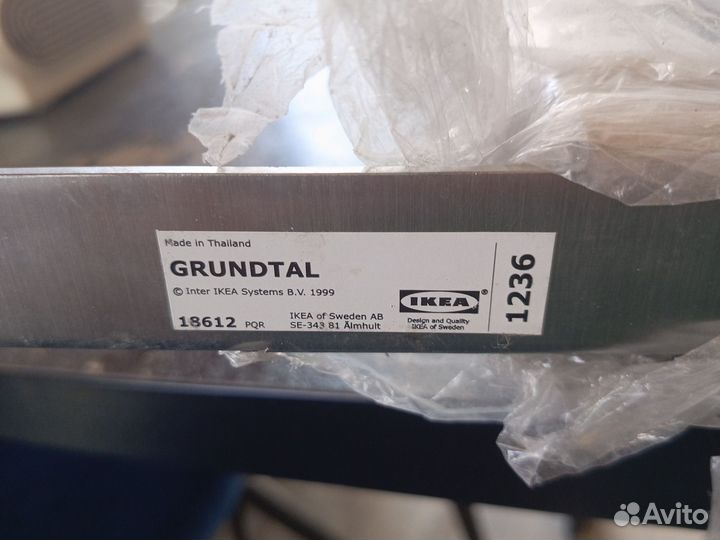 Made in Thailand
GRUNDTAL
© Inter IKEA Systems B.V. 1999
18612 PQR
IKEA of Sweden AB
SE-343 81 Älmhult
IKEA®
Design and Quality
IKEA of Sweden
1236
Avito